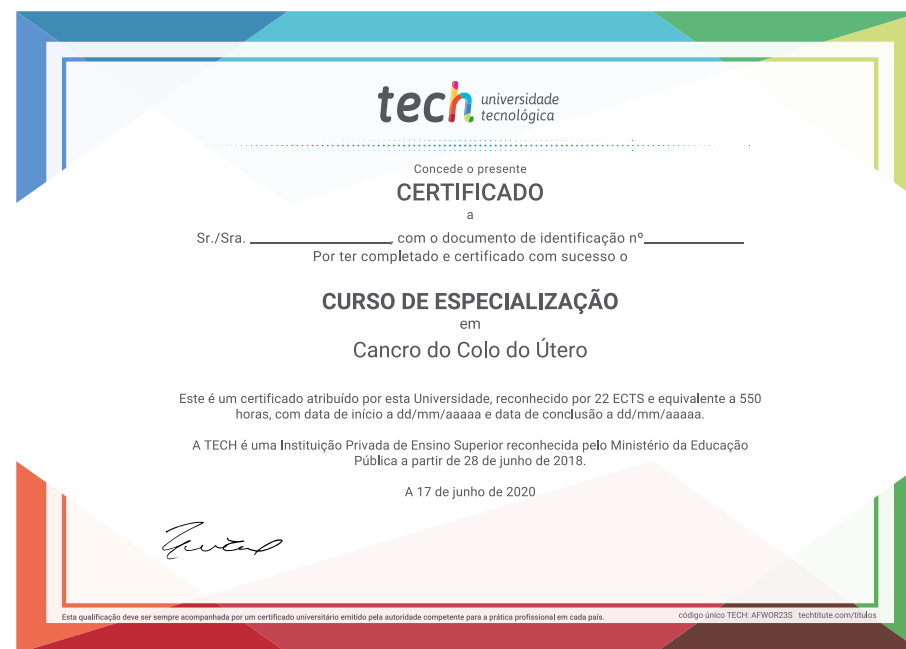 tech universidade
tecnológica
Concede o presente
CERTIFICADO
a
Sr./Sra. ____________________, com o documento de identificação nº______________
Por ter completado e certificado com sucesso o
CURSO DE ESPECIALIZAÇÃO
em
Cancro do Colo do Útero
Este é um certificado atribuído por esta Universidade, reconhecido por 22 ECTS e equivalente a 550
horas, com data de início a dd/mm/aaaaa e data de conclusão a dd/mm/aaaaa.
A TECH é uma Instituição Privada de Ensino Superior reconhecida pelo Ministério da Educação
Pública a partir de 28 de junho de 2018.
A 17 de junho de 2020
Esta qualificação deve ser sempre acompanhada por um certificado universitário emitido pela autoridade competente para a prática profissional em cada país.
código único TECH: AFWOR23S techtitute.com/titulos